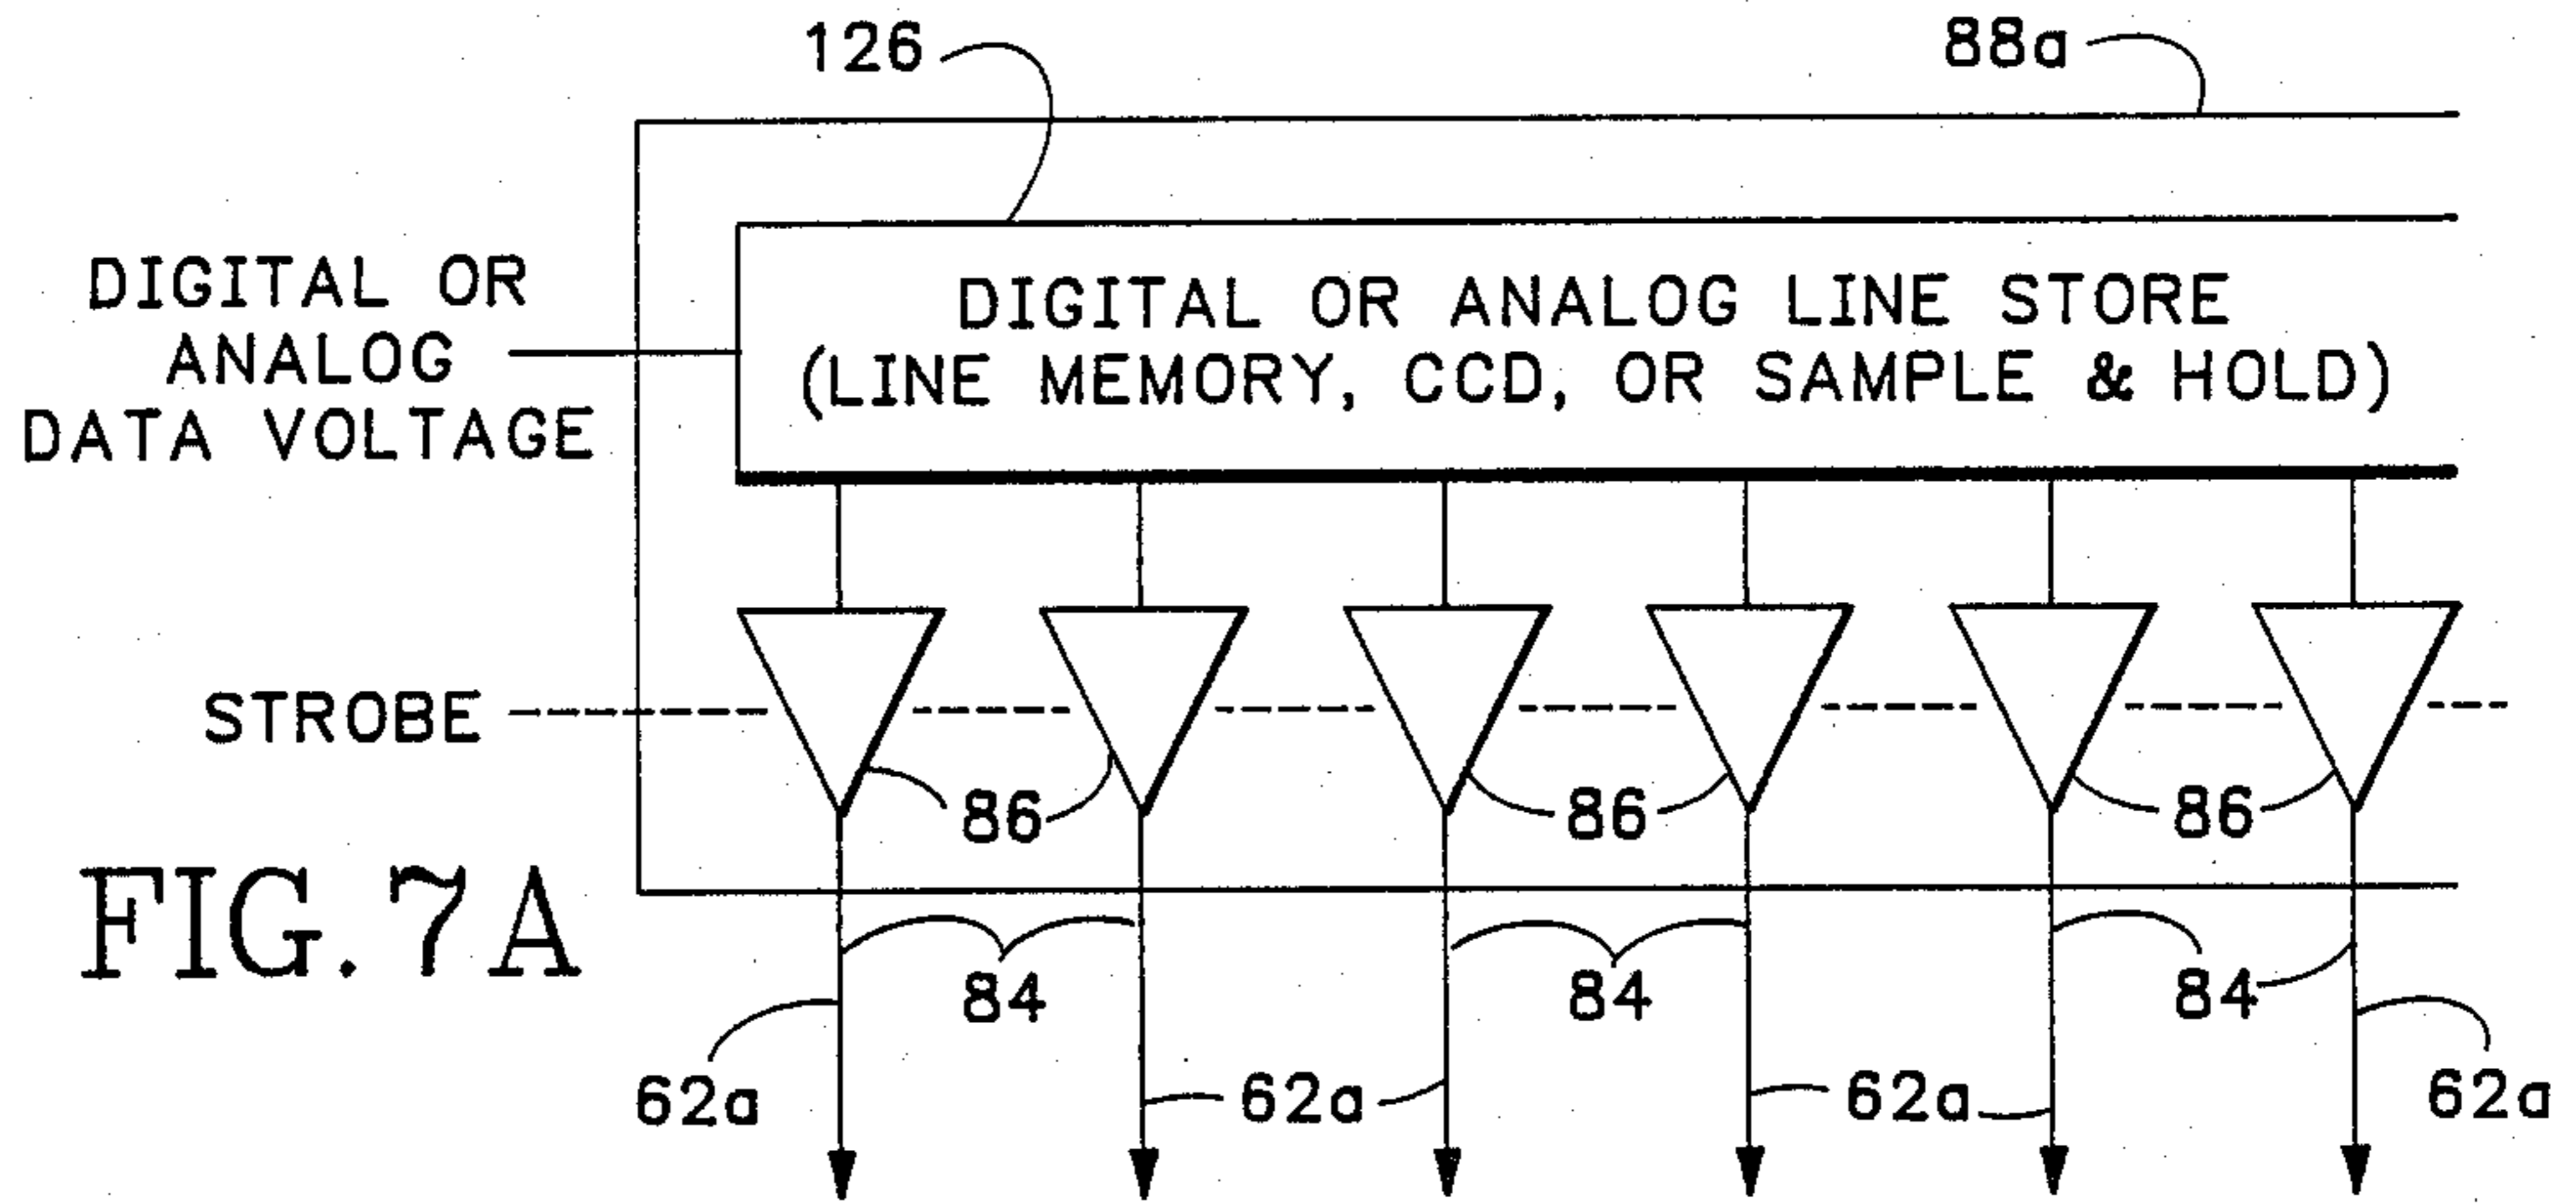 126
88a
DIGITAL OR
ANALOG
DATA VOLTAGE
DIGITAL OR ANALOG LINE STORE
(LINE MEMORY, CCD, OR SAMPLE & HOLD)
STROBE
86 86 86
FIG. 7A
84 84 84
62a 62a 62a 62a